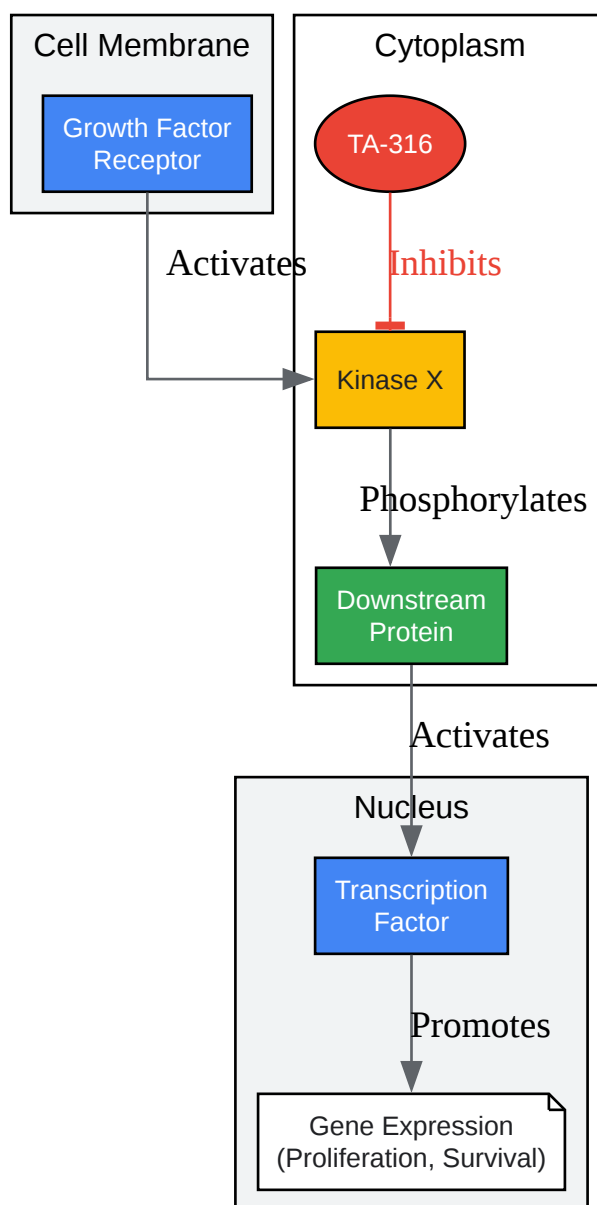 Cell Membrane
Cytoplasm
Growth Factor
Receptor
TA-316
Activates
Inhibits
Kinase X
Phosphorylates
Downstream
Protein
Activates
Nucleus
Transcription
Factor
Promotes
Gene Expression
(Proliferation, Survival)